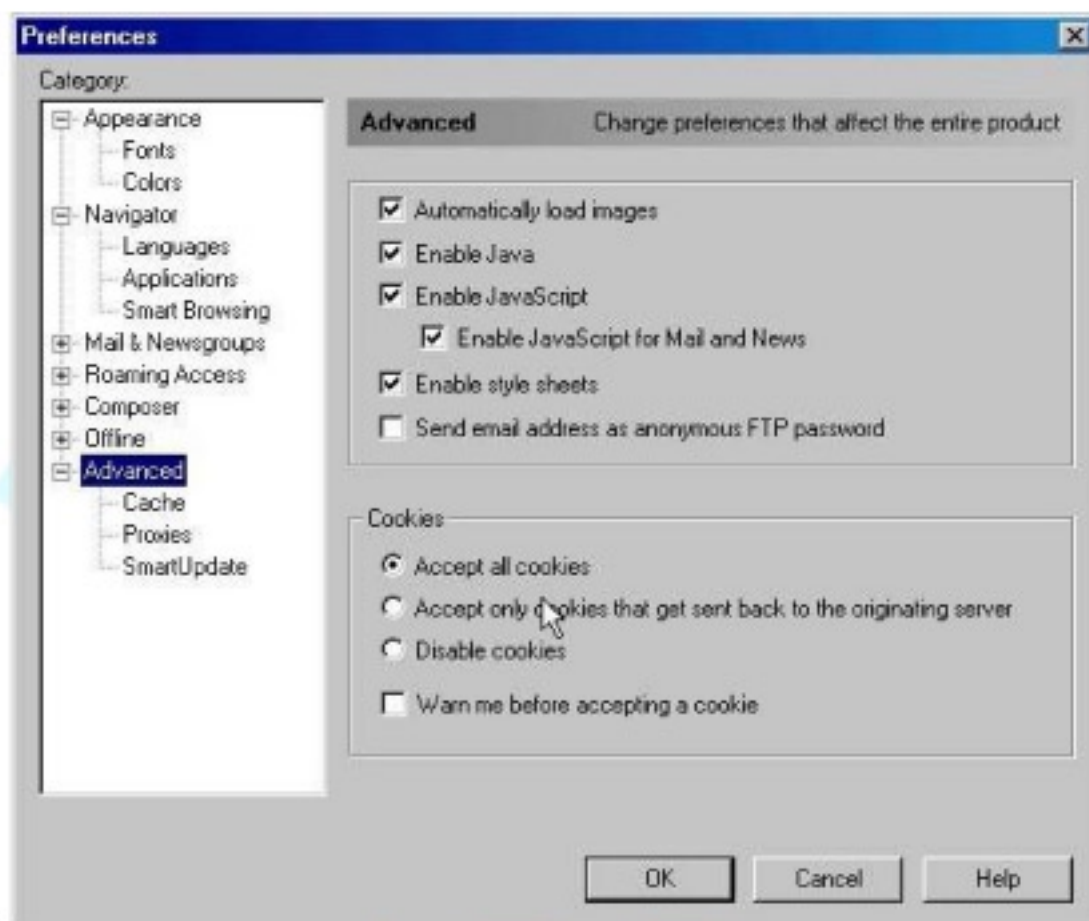 Preferences
Category:
Appearance
Fonts
Colors
Navigator
Languages
Applications
Smart Browsing
Mail & Newsgroups
Roaming Access
Composer
Offline
Advanced
Cache
Proxies
SmartUpdate
Advanced Change preferences that affect the entire product
Automatically load images
Enable Java
Enable JavaScript
Enable JavaScript for Mail and News
Enable style sheets
Send email address as anonymous FTP password
Cookies
Accept all cookies
Accept only cookies that get sent back to the originating server
Disable cookies
Warn me before accepting a cookie
OK Cancel Help